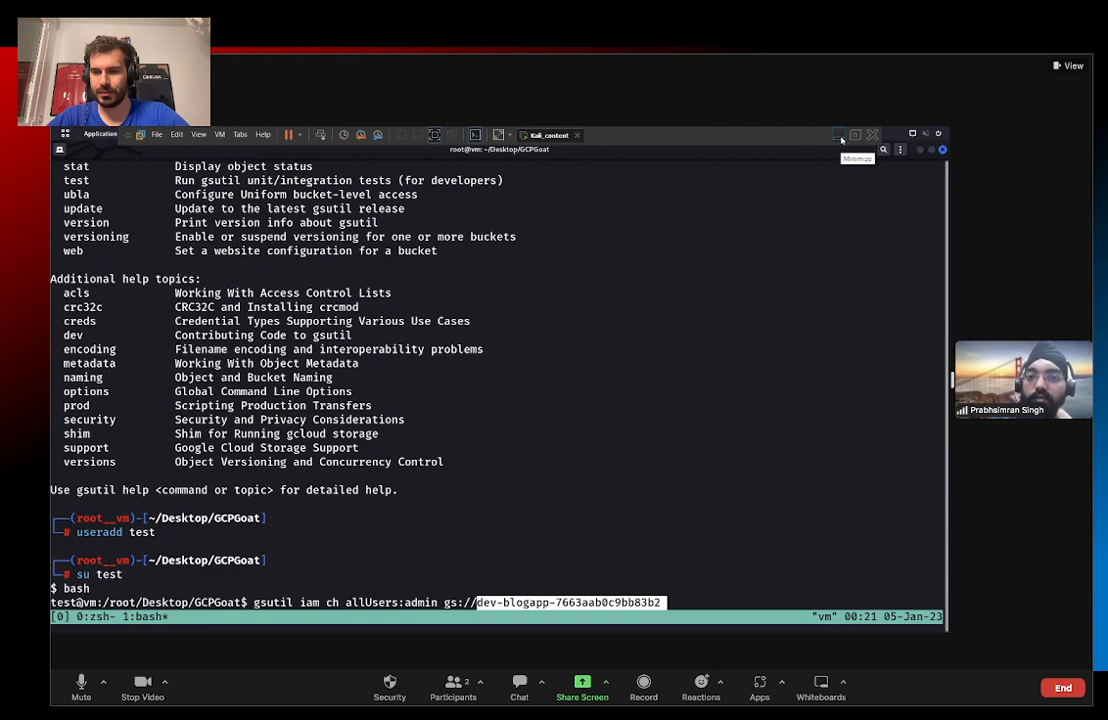 View
Application
File Edit View VM Tabs Help
Kali_content
root@vm: ~/Desktop/GCPGoat
Minimize
stat Display object status
test Run gsutil unit/integration tests (for developers)
ubla Configure Uniform bucket-level access
update Update to the latest gsutil release
version Print version info about gsutil
versioning Enable or suspend versioning for one or more buckets
web Set a website configuration for a bucket
Additional help topics:
acls Working With Access Control Lists
crc32c CRC32C and Installing crcmod
creds Credential Types Supporting Various Use Cases
dev Contributing Code to gsutil
encoding Filename encoding and interoperability problems
metadata Working With Object Metadata
naming Object and Bucket Naming
options Global Command Line Options
prod Scripting Production Transfers
security Security and Privacy Considerations
shim Shim for Running gcloud storage
support Google Cloud Storage Support
versions Object Versioning and Concurrency Control
Use gsutil help <command or topic> for detailed help.
┌──(root__vm)-[~/Desktop/GCPGoat]
└─# useradd test
┌──(root__vm)-[~/Desktop/GCPGoat]
└─# su test
$ bash
test@vm:/root/Desktop/GCPGoat$ gsutil iam ch allUsers:admin gs://dev-blogapp-7663aab0c9bb83b2
[0] 0:zsh- 1:bash* "vm" 00:21 05-Jan-23
CARLOS
Prabhsimran Singh
Mute Stop Video Security Participants 2 Chat Share Screen Record Reactions Apps Whiteboards End